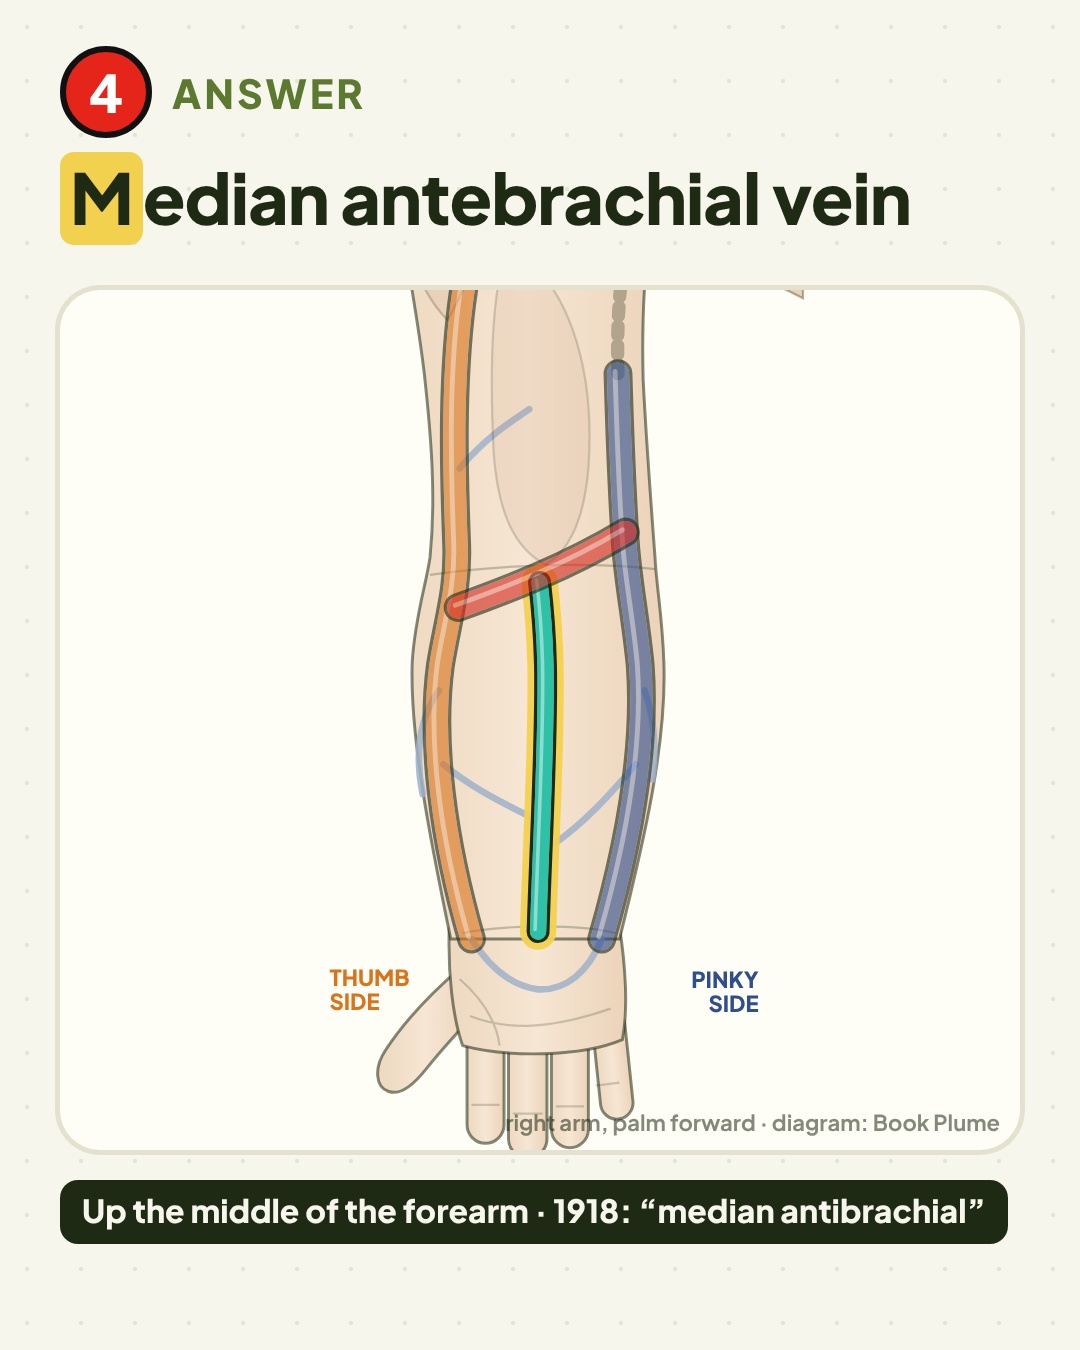 4
ANSWER
Median antebrachial vein
THUMB
SIDE
PINKY
SIDE
right arm, palm forward · diagram: Book Plume
Up the middle of the forearm · 1918: “median antibrachial”